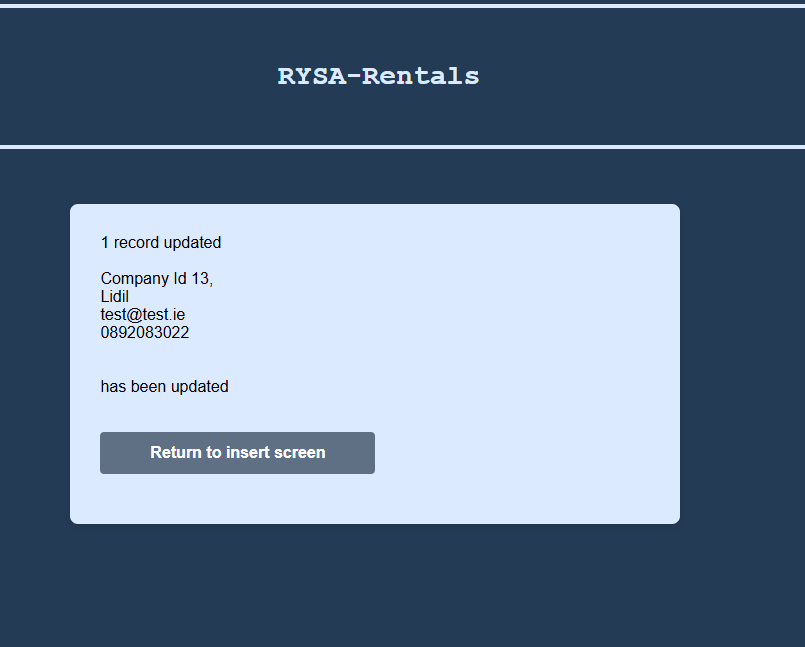 RYSA-Rentals
1 record updated
Company Id 13,
Lidil
test@test.ie
0892083022
has been updated
Return to insert screen